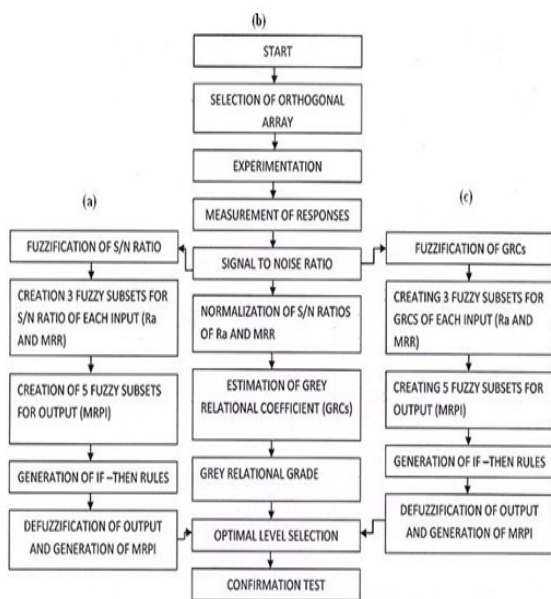 (b)
START
SELECTION OF ORTHOGONAL
ARRAY
EXPERIMENTATION
MEASUREMENT OF RESPONSES
SIGNAL TO NOISE RATIO
NORMALIZATION OF S/N RATIOS
OF Ra AND MRR
ESTIMATION OF GREY
RELATIONAL COEFFICIENT (GRCs)
GREY RELATIONAL GRADE
OPTIMAL LEVEL SELECTION
CONFIRMATION TEST
(a)
FUZZIFICATION OF S/N RATIO
CREATION 3 FUZZY SUBSETS FOR
S/N RATIO OF EACH INPUT (Ra
AND MRR)
CREATION OF 5 FUZZY SUBSETS
FOR OUTPUT (MRPI)
GENERATION OF IF –THEN RULES
DEFUZZIFICATION OF OUTPUT
AND GENERATION OF MRPI
(c)
FUZZIFICATION OF GRCs
CREATING 3 FUZZY SUBSETS FOR
GRCS OF EACH INPUT (Ra AND
MRR)
CREATING 5 FUZZY SUBSETS FOR
OUTPUT (MRPI)
GENERATION OF IF –THEN RULES
DEFUZZIFICATION OF OUTPUT
AND GENERATION OF MRPI